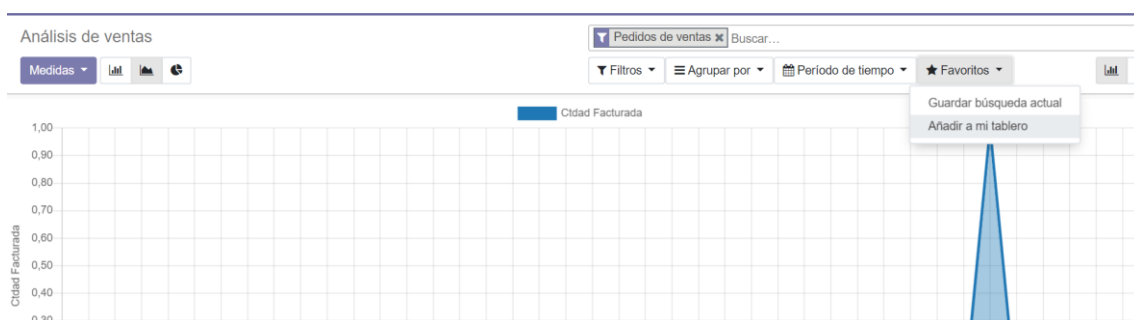 Análisis de ventas
Pedidos de ventas × Buscar...
Medidas
Filtros Agrupar por Período de tiempo Favoritos
Guardar búsqueda actual
Añadir a mi tablero
Ctdad Facturada
1,00
0,90
0,80
0,70
0,60
0,50
0,40
0,30
Ctdad Facturada